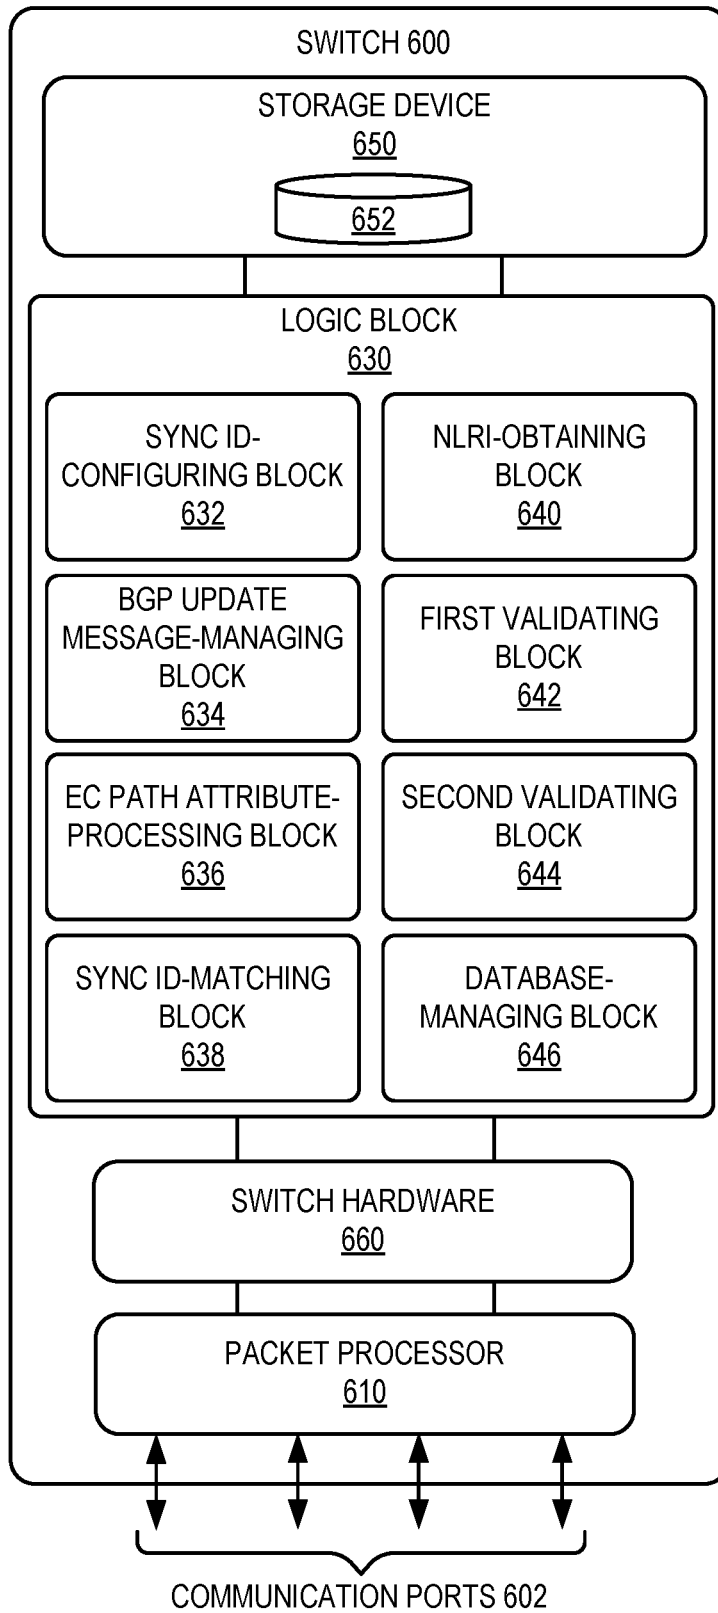 SWITCH 600
STORAGE DEVICE
650
652
LOGIC BLOCK
630
SYNC ID-
CONFIGURING BLOCK
632
NLRI-OBTAINING
BLOCK
640
BGP UPDATE
MESSAGE-MANAGING
BLOCK
634
FIRST VALIDATING
BLOCK
642
EC PATH ATTRIBUTE-
PROCESSING BLOCK
636
SECOND VALIDATING
BLOCK
644
SYNC ID-MATCHING
BLOCK
638
DATABASE-
MANAGING BLOCK
646
SWITCH HARDWARE
660
PACKET PROCESSOR
610
COMMUNICATION PORTS 602